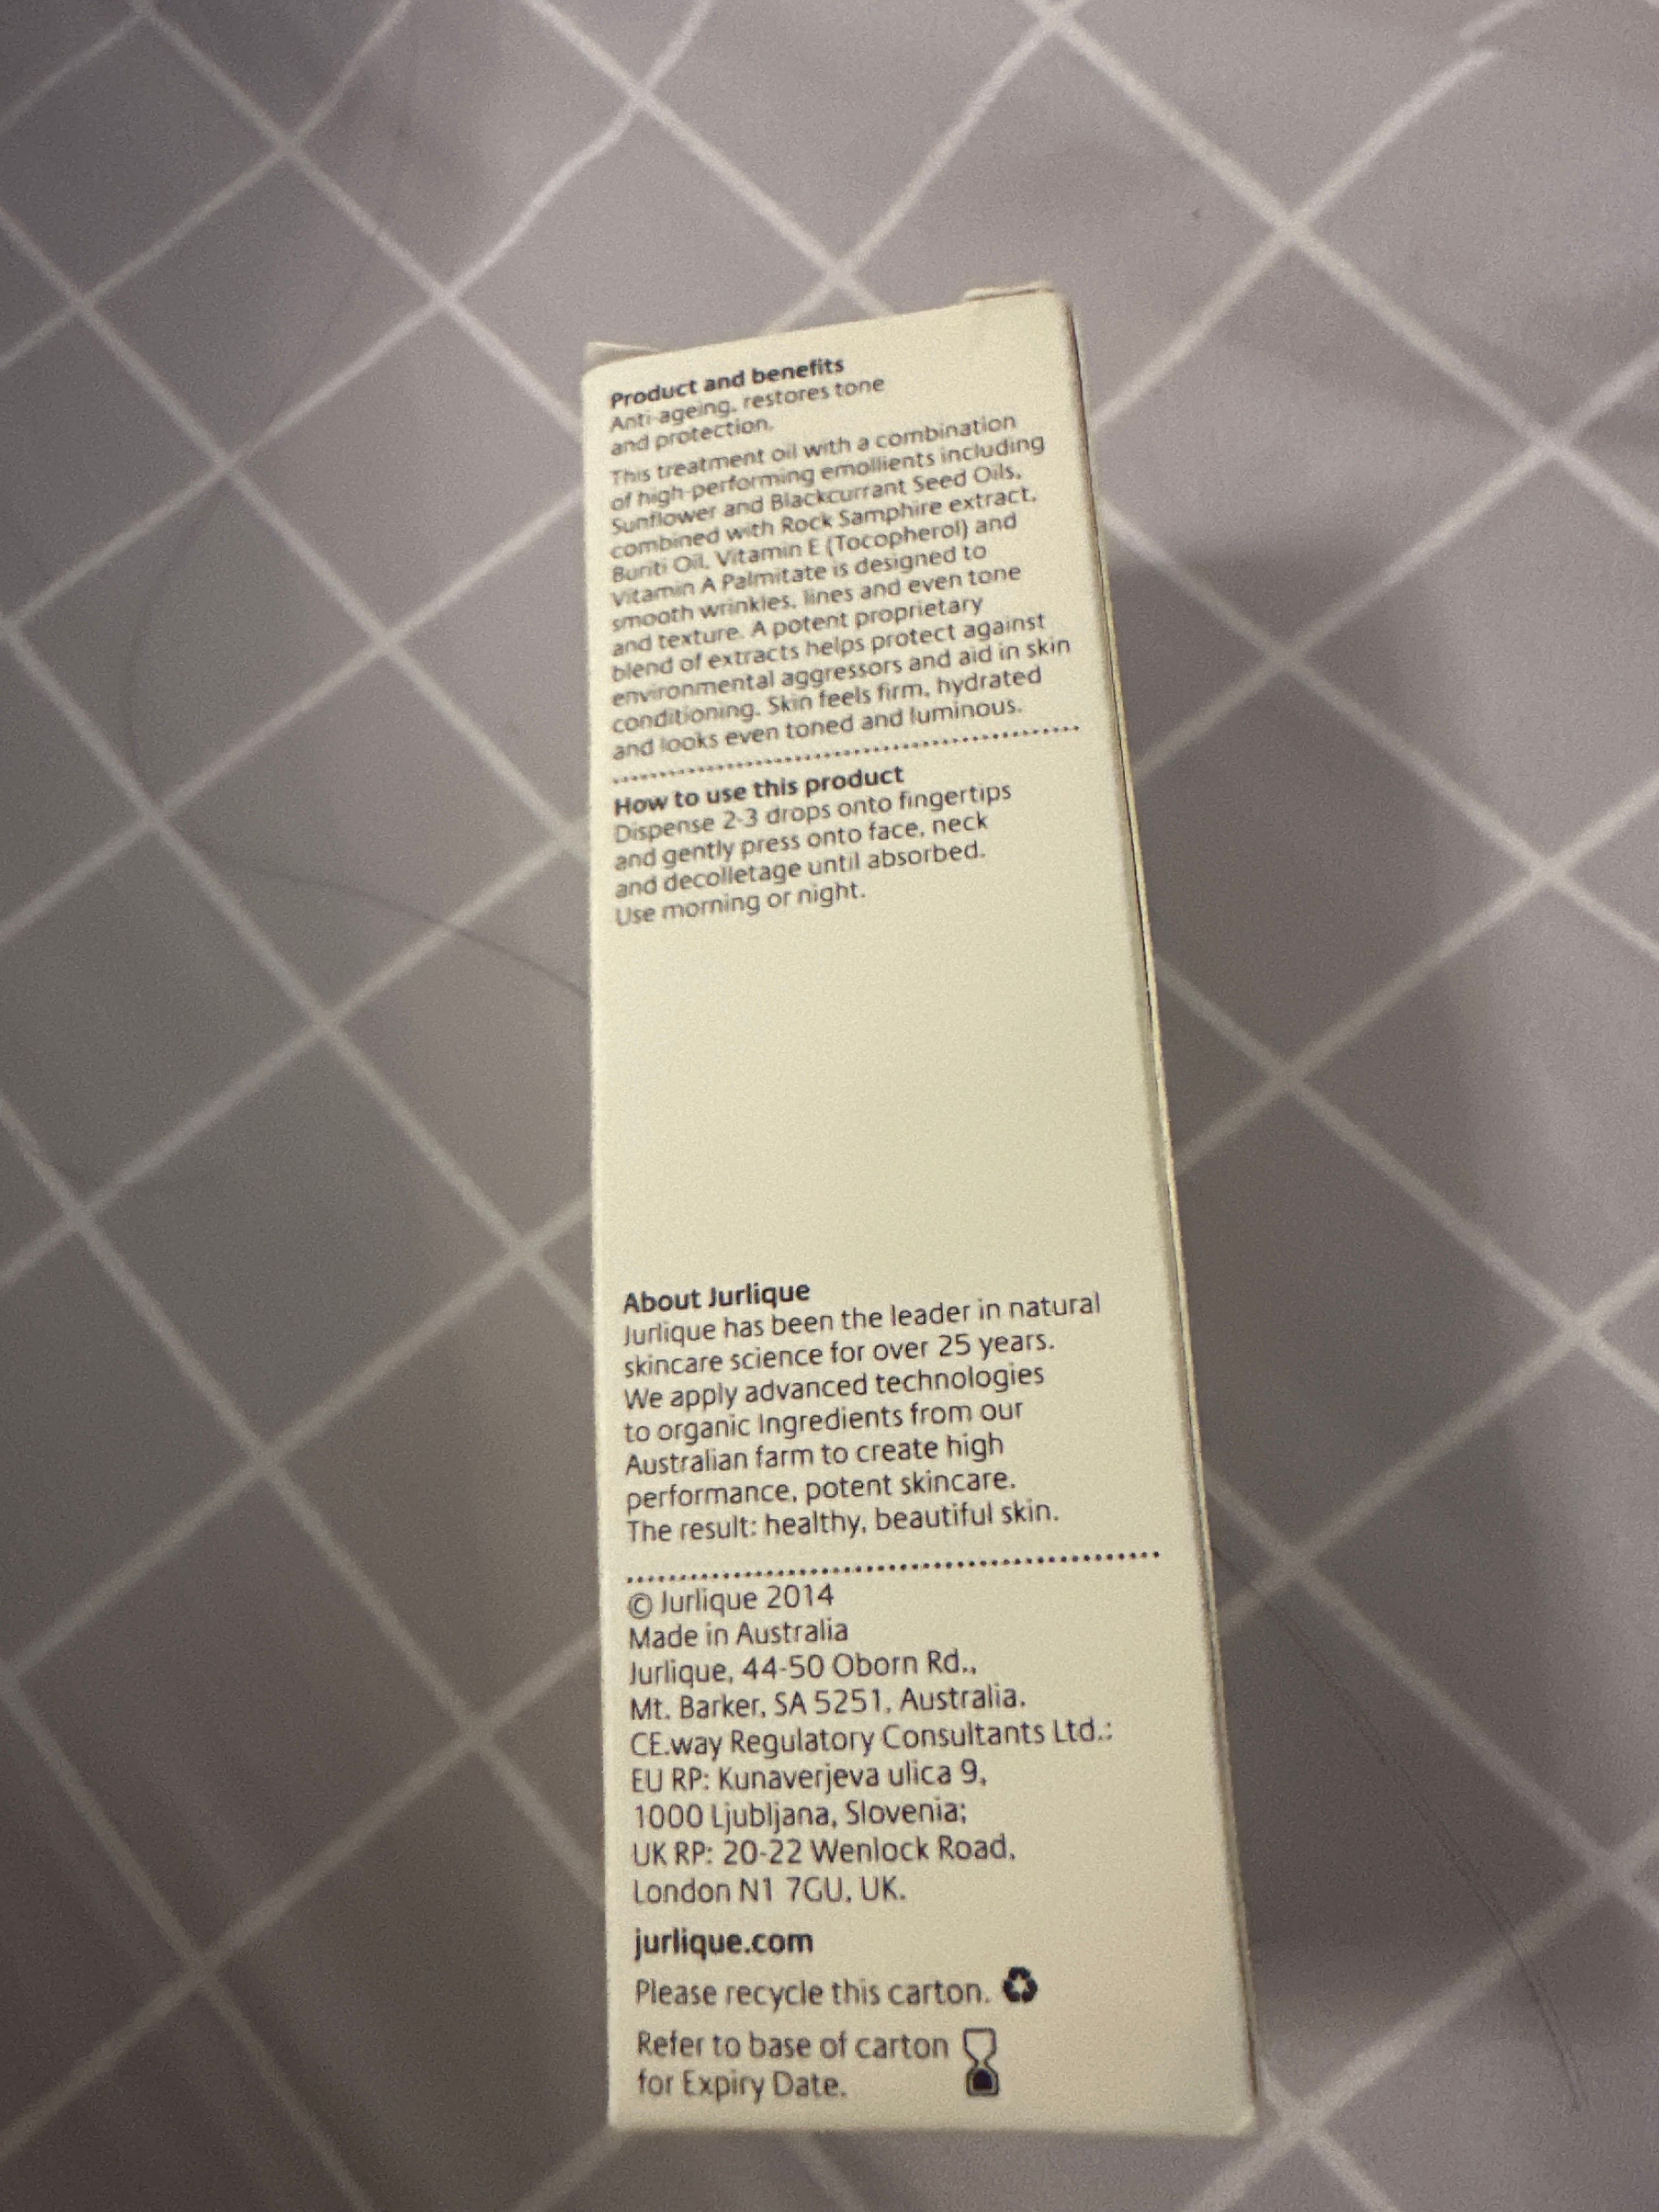 Product and benefits
Anti-ageing, restores tone
and protection.
This treatment oil with a combination
of high-performing emollients including
Sunflower and Blackcurrant Seed Oils,
combined with Rock Samphire extract,
Buriti Oil, Vitamin E (Tocopherol) and
Vitamin A Palmitate is designed to
smooth wrinkles, lines and even tone
and texture. A potent proprietary
blend of extracts helps protect against
environmental aggressors and aid in skin
conditioning. Skin feels firm, hydrated
and looks even toned and luminous.
How to use this product
Dispense 2-3 drops onto fingertips
and gently press onto face, neck
and decolletage until absorbed.
Use morning or night.
About Jurlique
Jurlique has been the leader in natural
skincare science for over 25 years.
We apply advanced technologies
to organic Ingredients from our
Australian farm to create high
performance, potent skincare.
The result: healthy, beautiful skin.
© Jurlique 2014
Made in Australia
Jurlique, 44-50 Oborn Rd.,
Mt. Barker, SA 5251, Australia.
CE.way Regulatory Consultants Ltd.:
EU RP: Kunaverjeva ulica 9,
1000 Ljubljana, Slovenia;
UK RP: 20-22 Wenlock Road,
London N1 7GU, UK.
jurlique.com
Please recycle this carton.
Refer to base of carton
for Expiry Date.